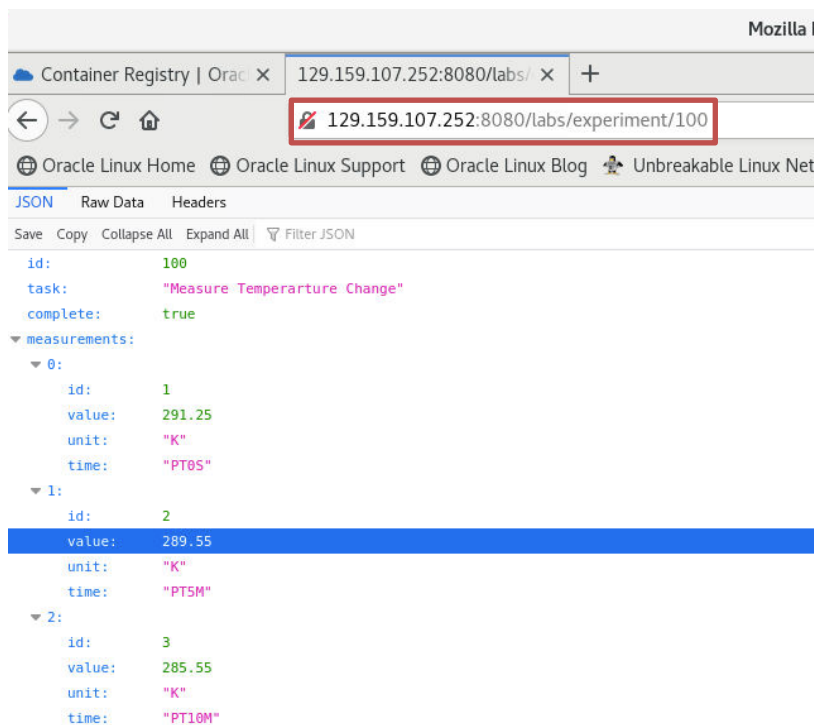 Mozilla
Container Registry | Orac
129.159.107.252:8080/labs/
129.159.107.252:8080/labs/experiment/100
Oracle Linux Home Oracle Linux Support Oracle Linux Blog Unbreakable Linux Net
JSON Raw Data Headers
Save Copy Collapse All Expand All Filter JSON
id: 100
task: "Measure Temperarture Change"
complete: true
measurements:
0:
id: 1
value: 291.25
unit: "K"
time: "PT0S"
1:
id: 2
value: 289.55
unit: "K"
time: "PT5M"
2:
id: 3
value: 285.55
unit: "K"
time: "PT10M"